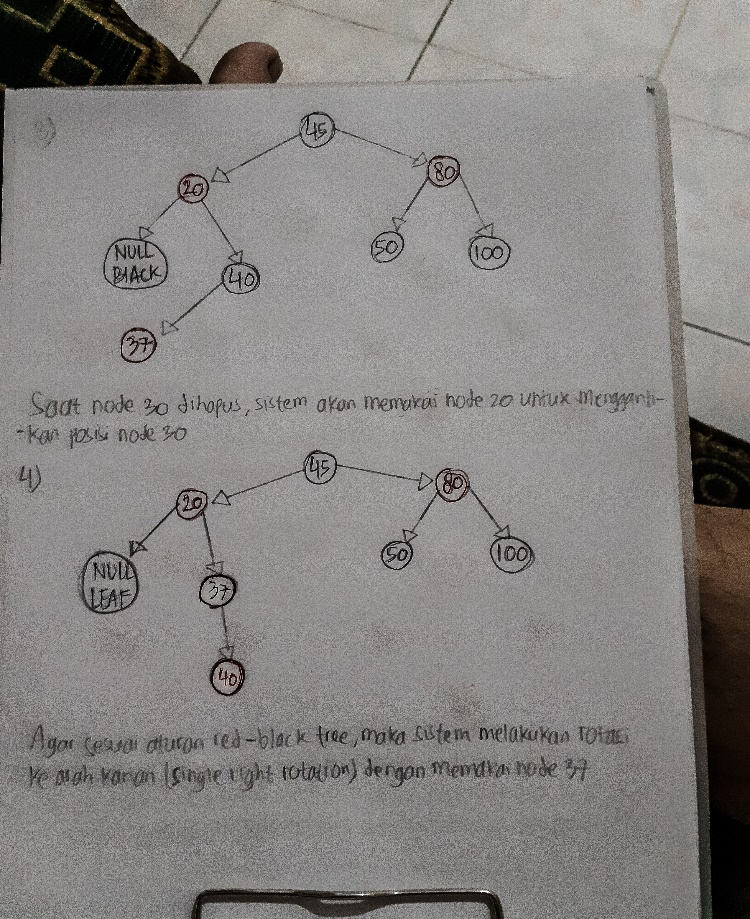 3)
45
20
80
NULL
BLACK
40
50
100
37
Saat node 30 dihapus, sistem akan memakai node 20 untuk mengganti-
-kan posisi node 30
4)
45
20
80
NULL
LEAF
37
50
100
40
Agar sesuai aturan red-black tree, maka sistem melakukan rotasi
ke arah kanan (single right rotation) dengan memakai node 37